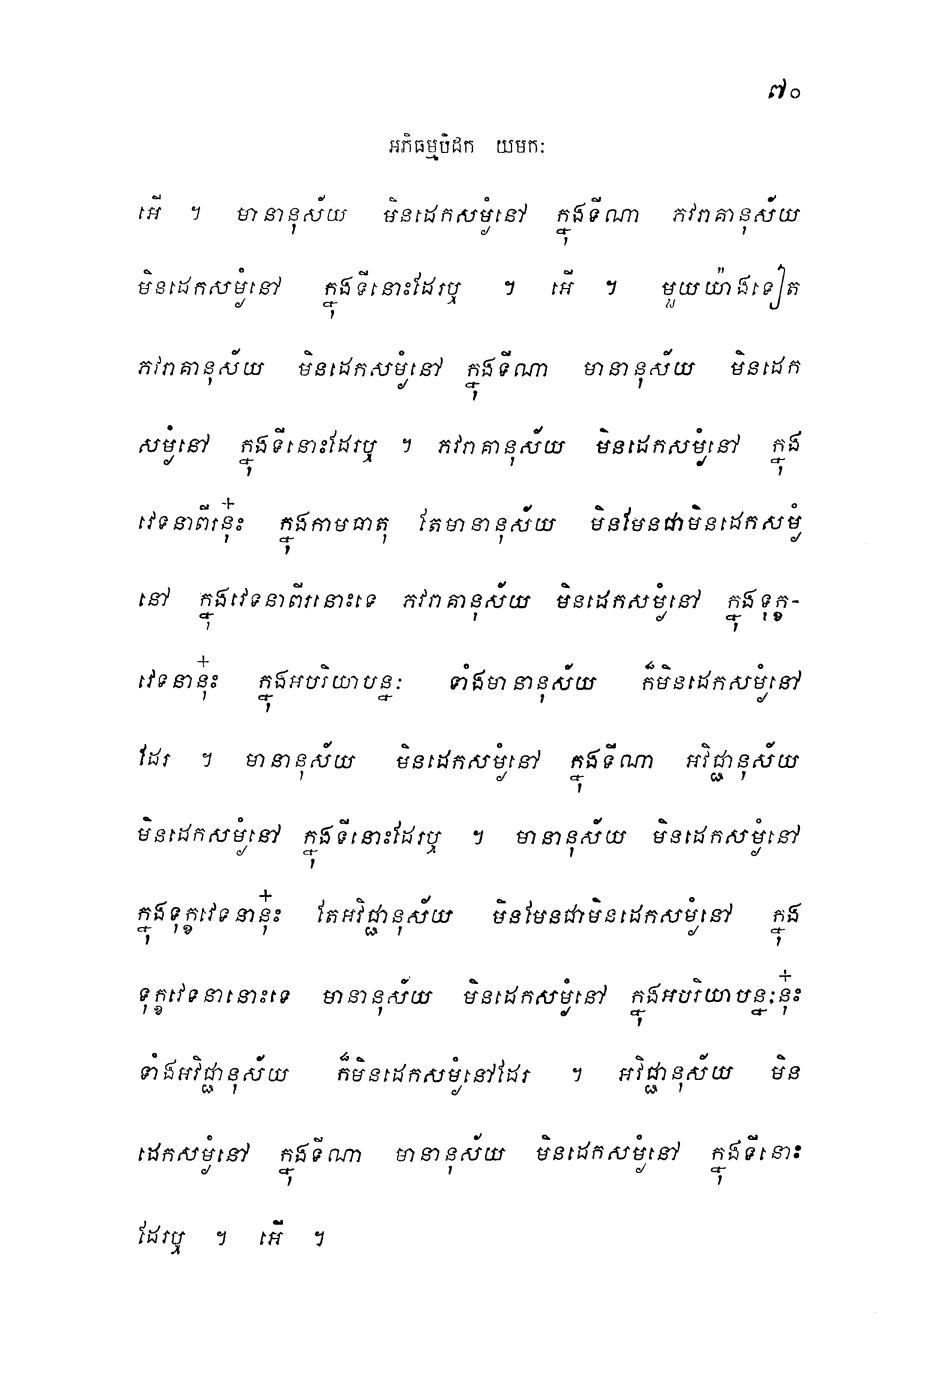 ៧០
អភិធម្មបិដក យមកៈ
អើ ។ មានានុស័យ មិនដេកសម្ងំនៅ ក្នុងទីណា ភវរាគានុស័យ
មិនដេកសម្ងំនៅ ក្នុងទីនោះដែរឬ ។ អើ ។ មួយយ៉ាងទៀត
ភវរាគានុស័យ មិនដេកសម្ងំនៅ ក្នុងទីណា មានានុស័យ មិនដេក
សម្ងំនៅ ក្នុងទីនោះដែរឬ ។ ភវរាគានុស័យ មិនដេកសម្ងំនៅ ក្នុង
វេទនាពីរនុ៎ះ ក្នុងកាមធាតុ តែមានានុស័យ មិនមែនជាមិនដេកសម្ងំ
នៅ ក្នុងវេទនាពីរនោះទេ ភវរាគានុស័យ មិនដេកសម្ងំនៅ ក្នុងទុក្ខ-
វេទនានុ៎ះ ក្នុងអបរិយាបន្នៈ ទាំងមានានុស័យ ក៏មិនដេកសម្ងំនៅ
ដែរ ។ មានានុស័យ មិនដេកសម្ងំនៅ ក្នុងទីណា អវិជ្ជានុស័យ
មិនដេកសម្ងំនៅ ក្នុងទីនោះដែរឬ ។ មានានុស័យ មិនដេកសម្ងំនៅ
ក្នុងទុក្ខវេទនានុ៎ះ តែអវិជ្ជានុស័យ មិនមែនជាមិនដេកសម្ងំនៅ ក្នុង
ទុក្ខវេទនានោះទេ មានានុស័យ មិនដេកសម្ងំនៅ ក្នុងអបរិយាបន្នៈនុ៎ះ
ទាំងអវិជ្ជានុស័យ ក៏មិនដេកសម្ងំនៅដែរ ។ អវិជ្ជានុស័យ មិន
ដេកសម្ងំនៅ ក្នុងទីណា មានានុស័យ មិនដេកសម្ងំនៅ ក្នុងទីនោះ
ដែរឬ ។ អើ ។